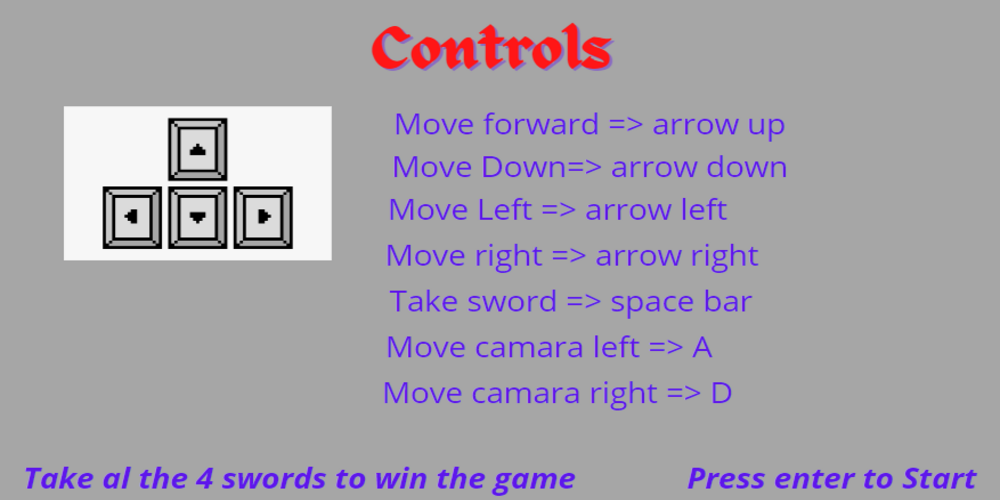 Controls
Move forward => arrow up
Move Down=> arrow down
Move Left => arrow left
Move right => arrow right
Take sword => space bar
Move camara left => A
Move camara right => D
Take al the 4 swords to win the game
Press enter to Start